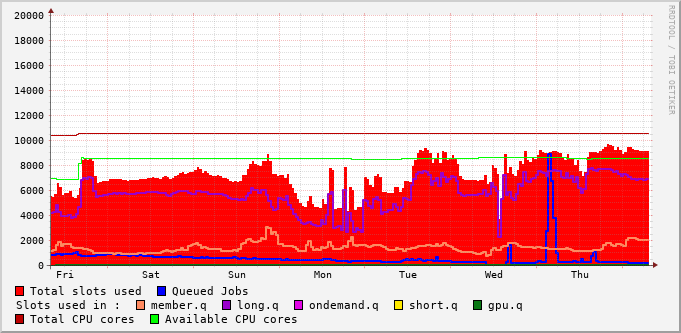 20000
18000
16000
14000
12000
10000
8000
6000
4000
2000
0
Fri Sat Sun Mon Tue Wed Thu
RRDTOOL / TOBI OETIKER
Total slots used Queued Jobs
Slots used in : member.q long.q ondemand.q short.q gpu.q
Total CPU cores Available CPU cores